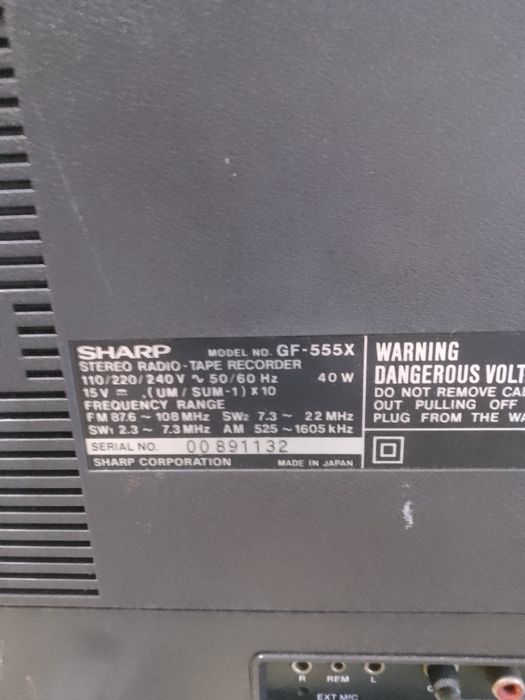 SHARP MODEL NO. GF-555X
STEREO RADIO-TAPE RECORDER
110/220/240V ~ 50/60 Hz 40W
15V ⎓ (UM/SUM-1) X 10
FREQUENCY RANGE
FM 87.6 ~ 108 MHz SW2 7.3 ~ 22 MHz
SW1 2.3 ~ 7.3 MHz AM 525 ~ 1605 kHz
SERIAL NO. 00891132
SHARP CORPORATION MADE IN JAPAN
WARNING
DANGEROUS VOLT
DO NOT REMOVE CA
OUT PULLING OFF
PLUG FROM THE WA
R REM L
EXT MIC